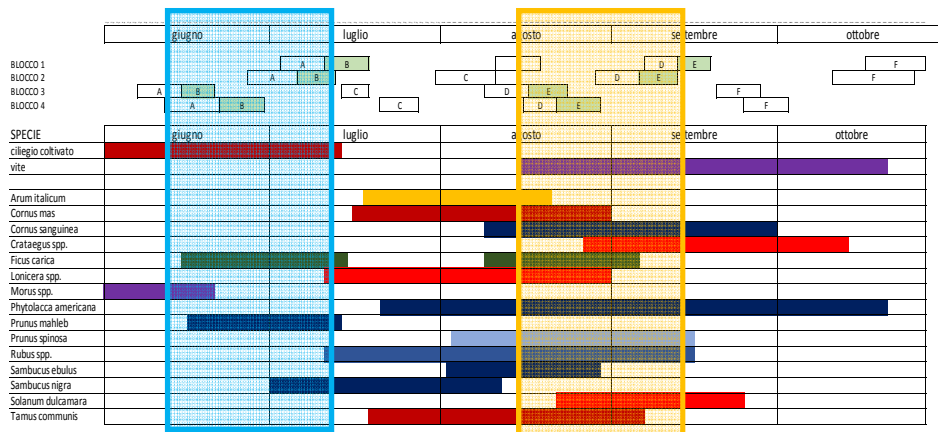 giugno luglio agosto settembre ottobre
BLOCCO 1 A B D E F
BLOCCO 2 A B C D E F
BLOCCO 3 A B C D E F
BLOCCO 4 A B C D E F
SPECIE giugno luglio agosto settembre ottobre
ciliegio coltivato
vite
Arum italicum
Cornus mas
Cornus sanguinea
Crataegus spp.
Ficus carica
Lonicera spp.
Morus spp.
Phytolacca americana
Prunus mahleb
Prunus spinosa
Rubus spp.
Sambucus ebulus
Sambucus nigra
Solanum dulcamara
Tamus communis